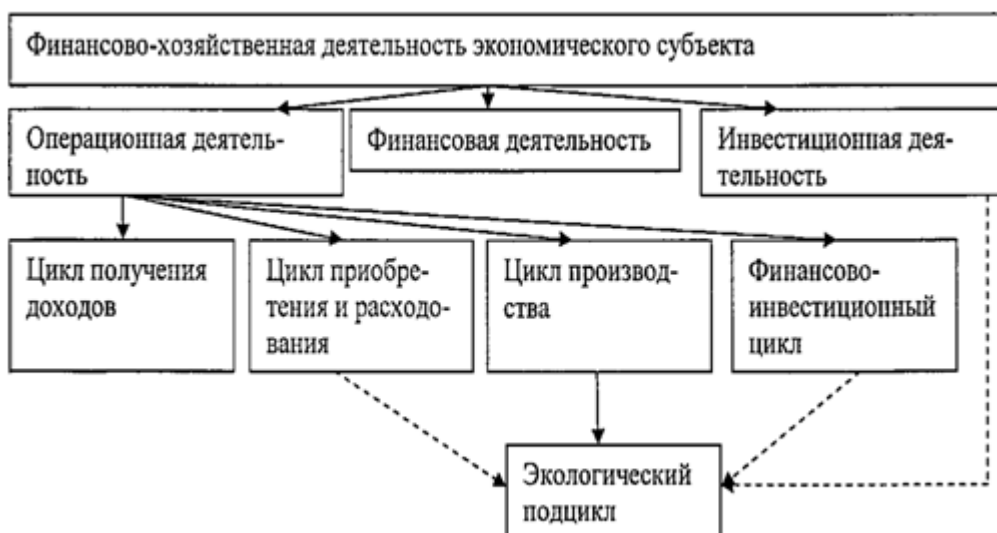 Финансово-хозяйственная деятельность экономического субъекта
Операционная деятель-
ность
Финансовая деятельность
Инвестиционная дея-
тельность
Цикл получения
доходов
Цикл приобре-
тения и расходо-
вания
Цикл производ-
ства
Финансово-
инвестиционный
цикл
Экологический
подцикл